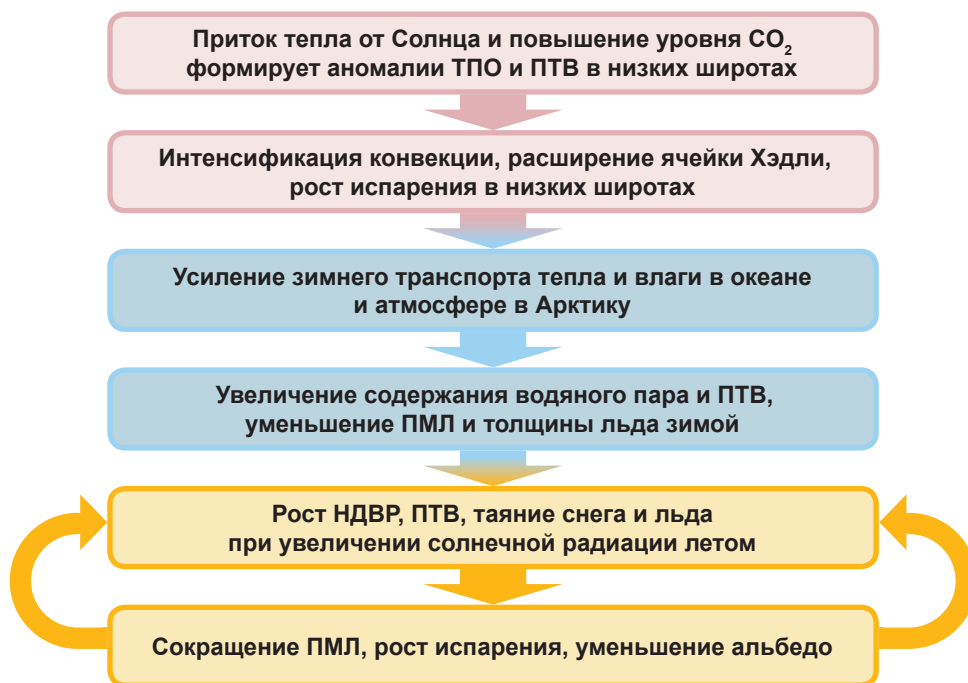 Приток тепла от Солнца и повышение уровня CO₂
формирует аномалии ТПО и ПТВ в низких широтах
Интенсификация конвекции, расширение ячейки Хэдли,
рост испарения в низких широтах
Усиление зимнего транспорта тепла и влаги в океане
и атмосфере в Арктику
Увеличение содержания водяного пара и ПТВ,
уменьшение ПМЛ и толщины льда зимой
Рост НДВР, ПТВ, таяние снега и льда
при увеличении солнечной радиации летом
Сокращение ПМЛ, рост испарения, уменьшение альбедо